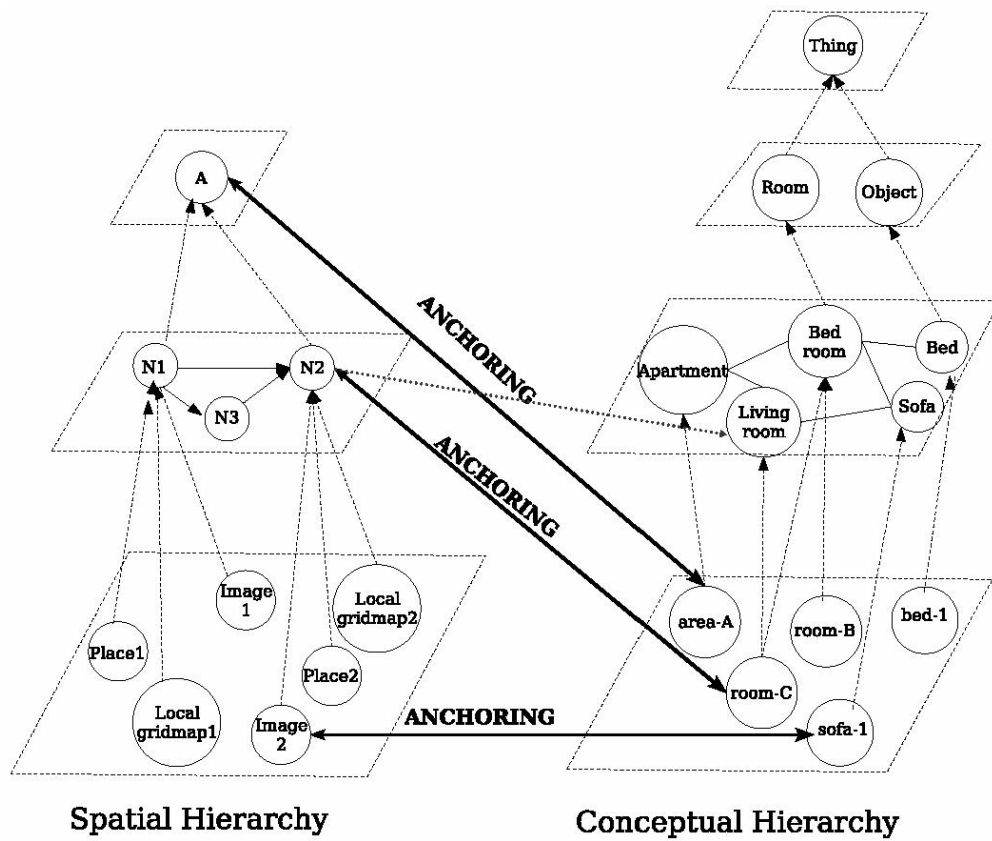 Thing
A
Room
Object
ANCHORING
N1
N2
N3
Apartment
Bed
room
Bed
Living
room
Sofa
ANCHORING
Image
1
Local
gridmap2
Place1
Place2
Local
gridmap1
Image
2
area-A
room-B
bed-1
room-C
sofa-1
ANCHORING
Spatial Hierarchy
Conceptual Hierarchy